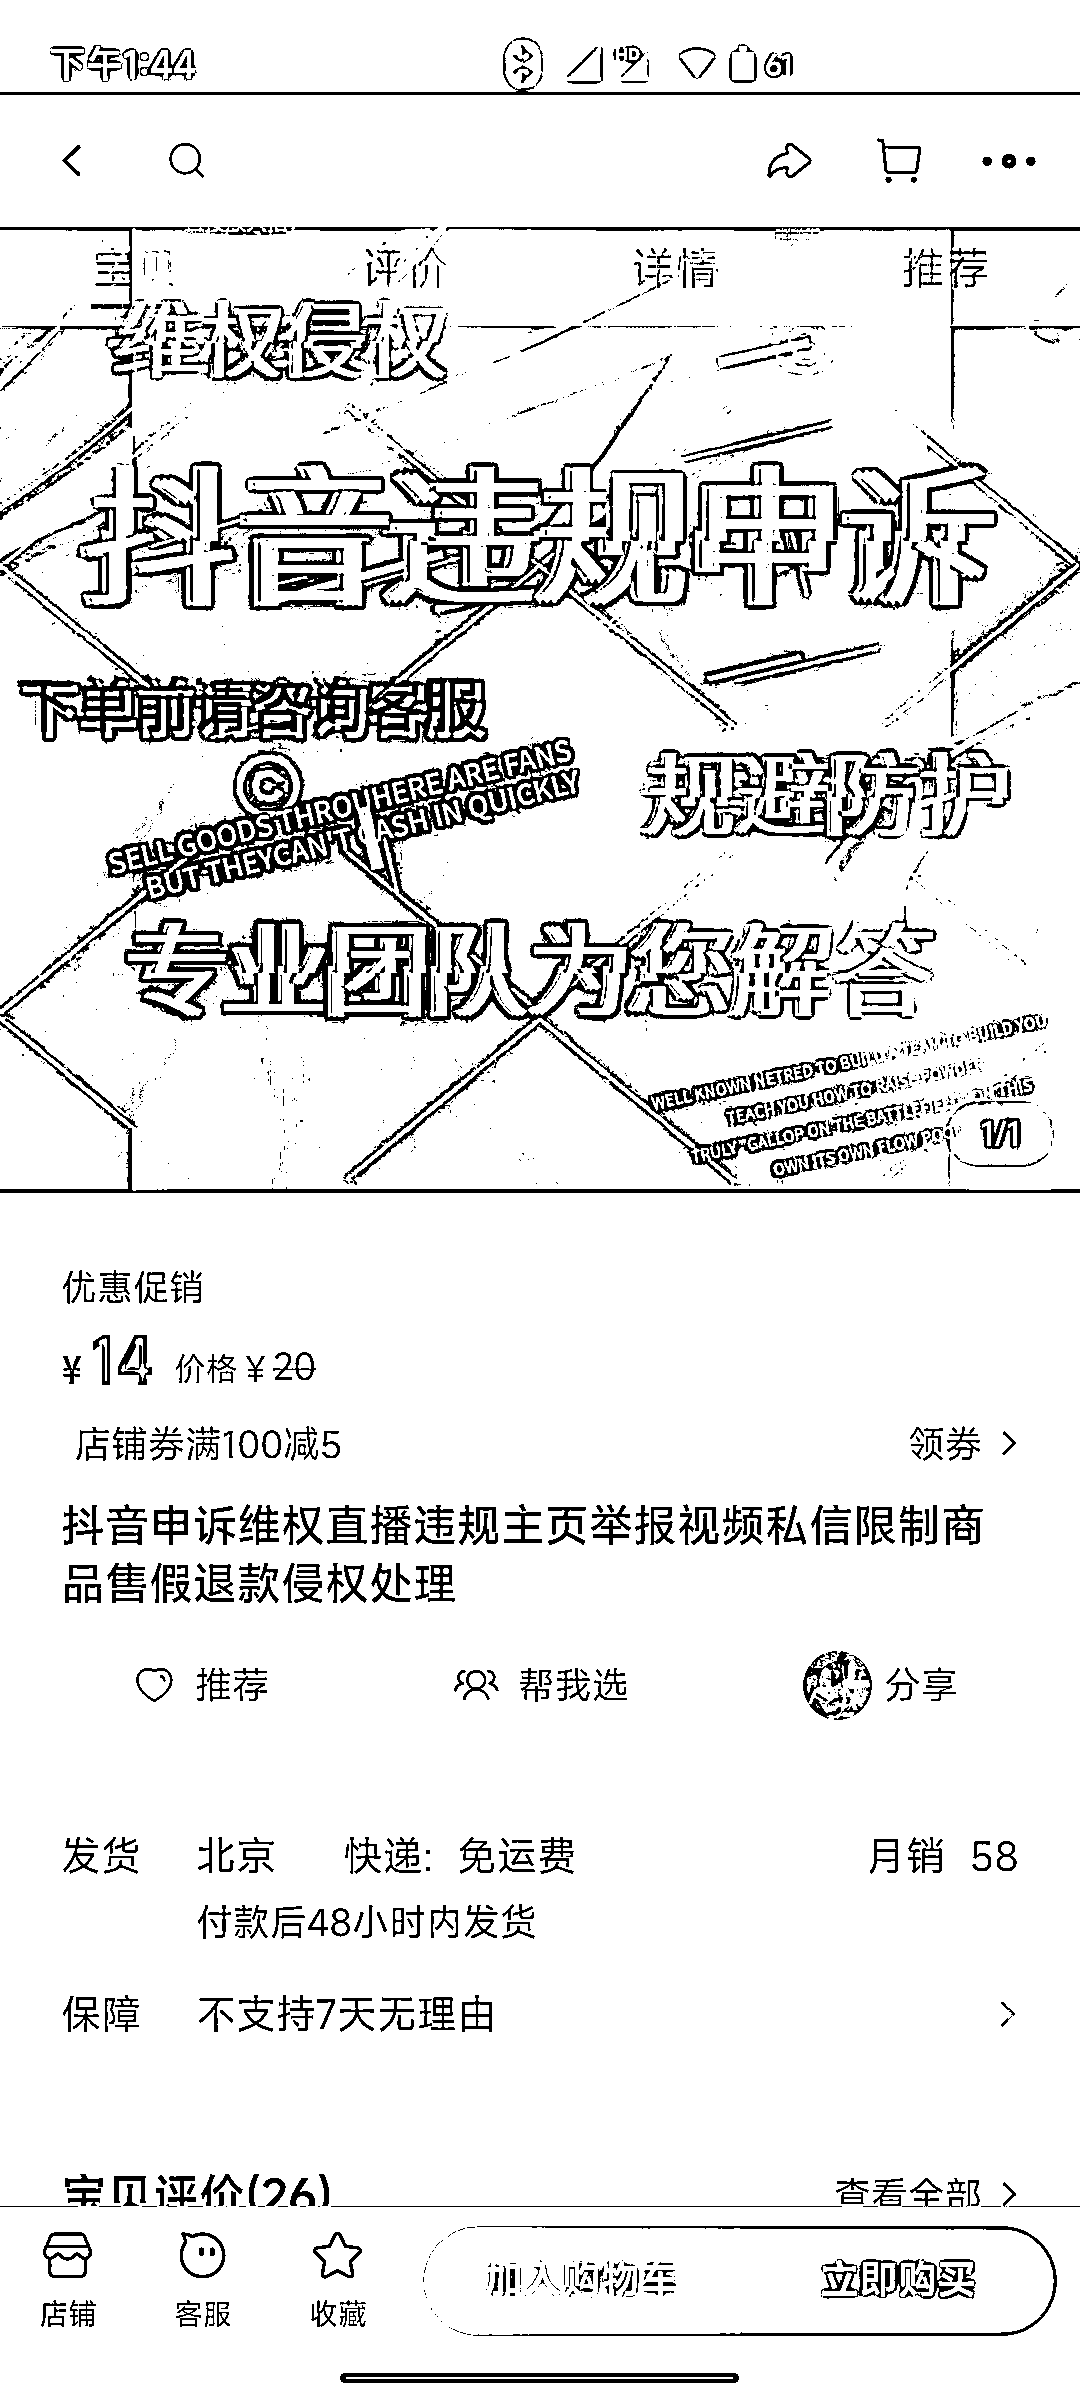 下午1:44
HD
61
宝贝 评价 详情 推荐
维权侵权
抖音违规申诉
下单前请咨询客服
规避防护
SELL GOODS THROU HERE ARE FANS
BUT THEY CAN'T CASH IN QUICKLY
专业团队为您解答
WELL KNOWN NETRED TO BUILD A TEAM TO BUILD YOU
TEACH YOU HOW TO RAISE POWDER
TRULY "GALLOP ON THE BATTLEFIELD" ON THIS
OWN ITS OWN FLOW POOL
1/1
优惠促销
¥14 价格 ¥20
店铺券满100减5 领券
抖音申诉维权直播违规主页举报视频私信限制商
品售假退款侵权处理
推荐 帮我选 分享
发货 北京 快递: 免运费 月销 58
付款后48小时内发货
保障 不支持7天无理由
宝贝评价(26) 查看全部
店铺 客服 收藏 加入购物车 立即购买